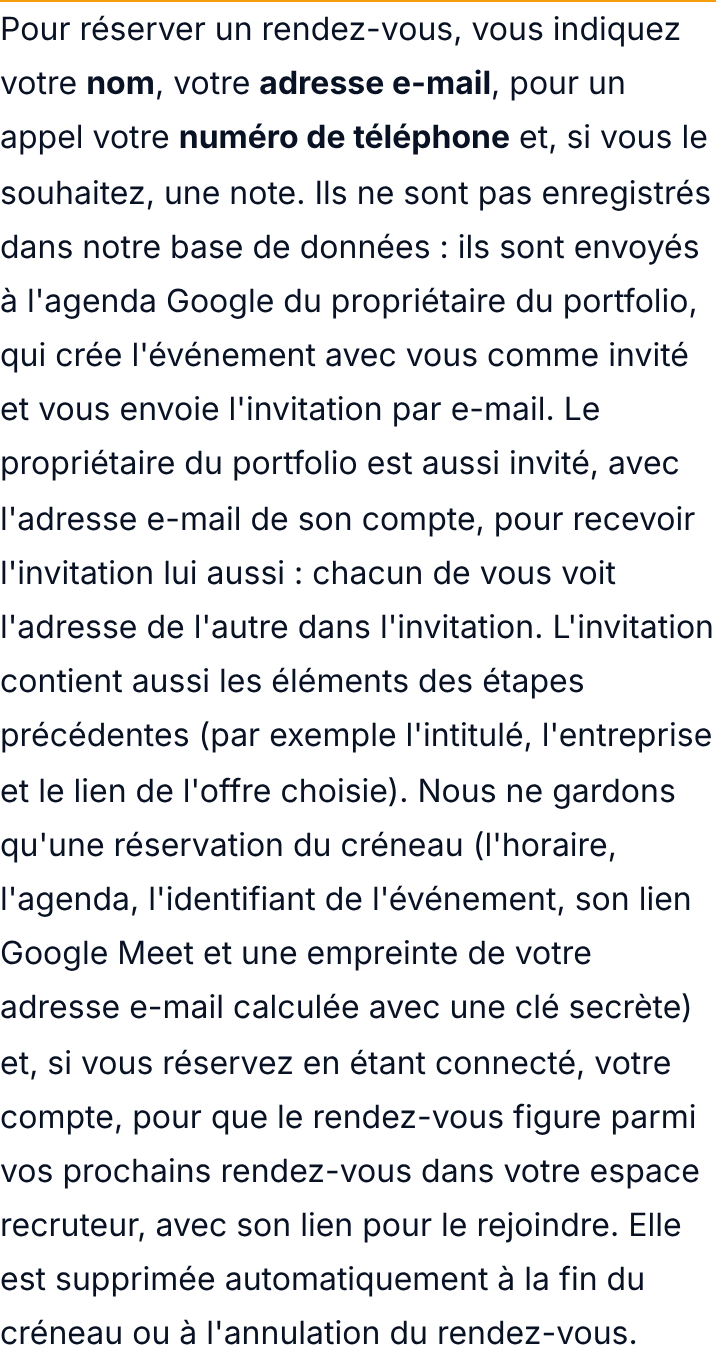 Pour réserver un rendez-vous, vous indiquez
votre nom, votre adresse e-mail, pour un
appel votre numéro de téléphone et, si vous le
souhaitez, une note. Ils ne sont pas enregistrés
dans notre base de données : ils sont envoyés
à l'agenda Google du propriétaire du portfolio,
qui crée l'événement avec vous comme invité
et vous envoie l'invitation par e-mail. Le
propriétaire du portfolio est aussi invité, avec
l'adresse e-mail de son compte, pour recevoir
l'invitation lui aussi : chacun de vous voit
l'adresse de l'autre dans l'invitation. L'invitation
contient aussi les éléments des étapes
précédentes (par exemple l'intitulé, l'entreprise
et le lien de l'offre choisie). Nous ne gardons
qu'une réservation du créneau (l'horaire,
l'agenda, l'identifiant de l'événement, son lien
Google Meet et une empreinte de votre
adresse e-mail calculée avec une clé secrète)
et, si vous réservez en étant connecté, votre
compte, pour que le rendez-vous figure parmi
vos prochains rendez-vous dans votre espace
recruteur, avec son lien pour le rejoindre. Elle
est supprimée automatiquement à la fin du
créneau ou à l'annulation du rendez-vous.